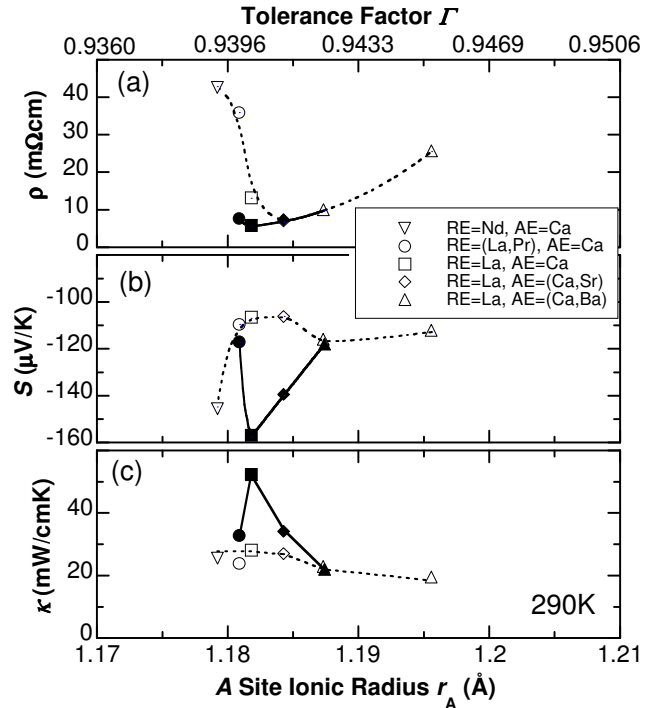 Tolerance Factor Γ
0.9360 0.9396 0.9433 0.9469 0.9506
(a)
ρ (mΩcm)
40
30
20
10
0
RE=Nd, AE=Ca
RE=(La,Pr), AE=Ca
RE=La, AE=Ca
RE=La, AE=(Ca,Sr)
RE=La, AE=(Ca,Ba)
(b)
S (μV/K)
-100
-120
-140
-160
(c)
κ (mW/cmK)
40
20
0
290K
1.17 1.18 1.19 1.2 1.21
A Site Ionic Radius rA (Å)